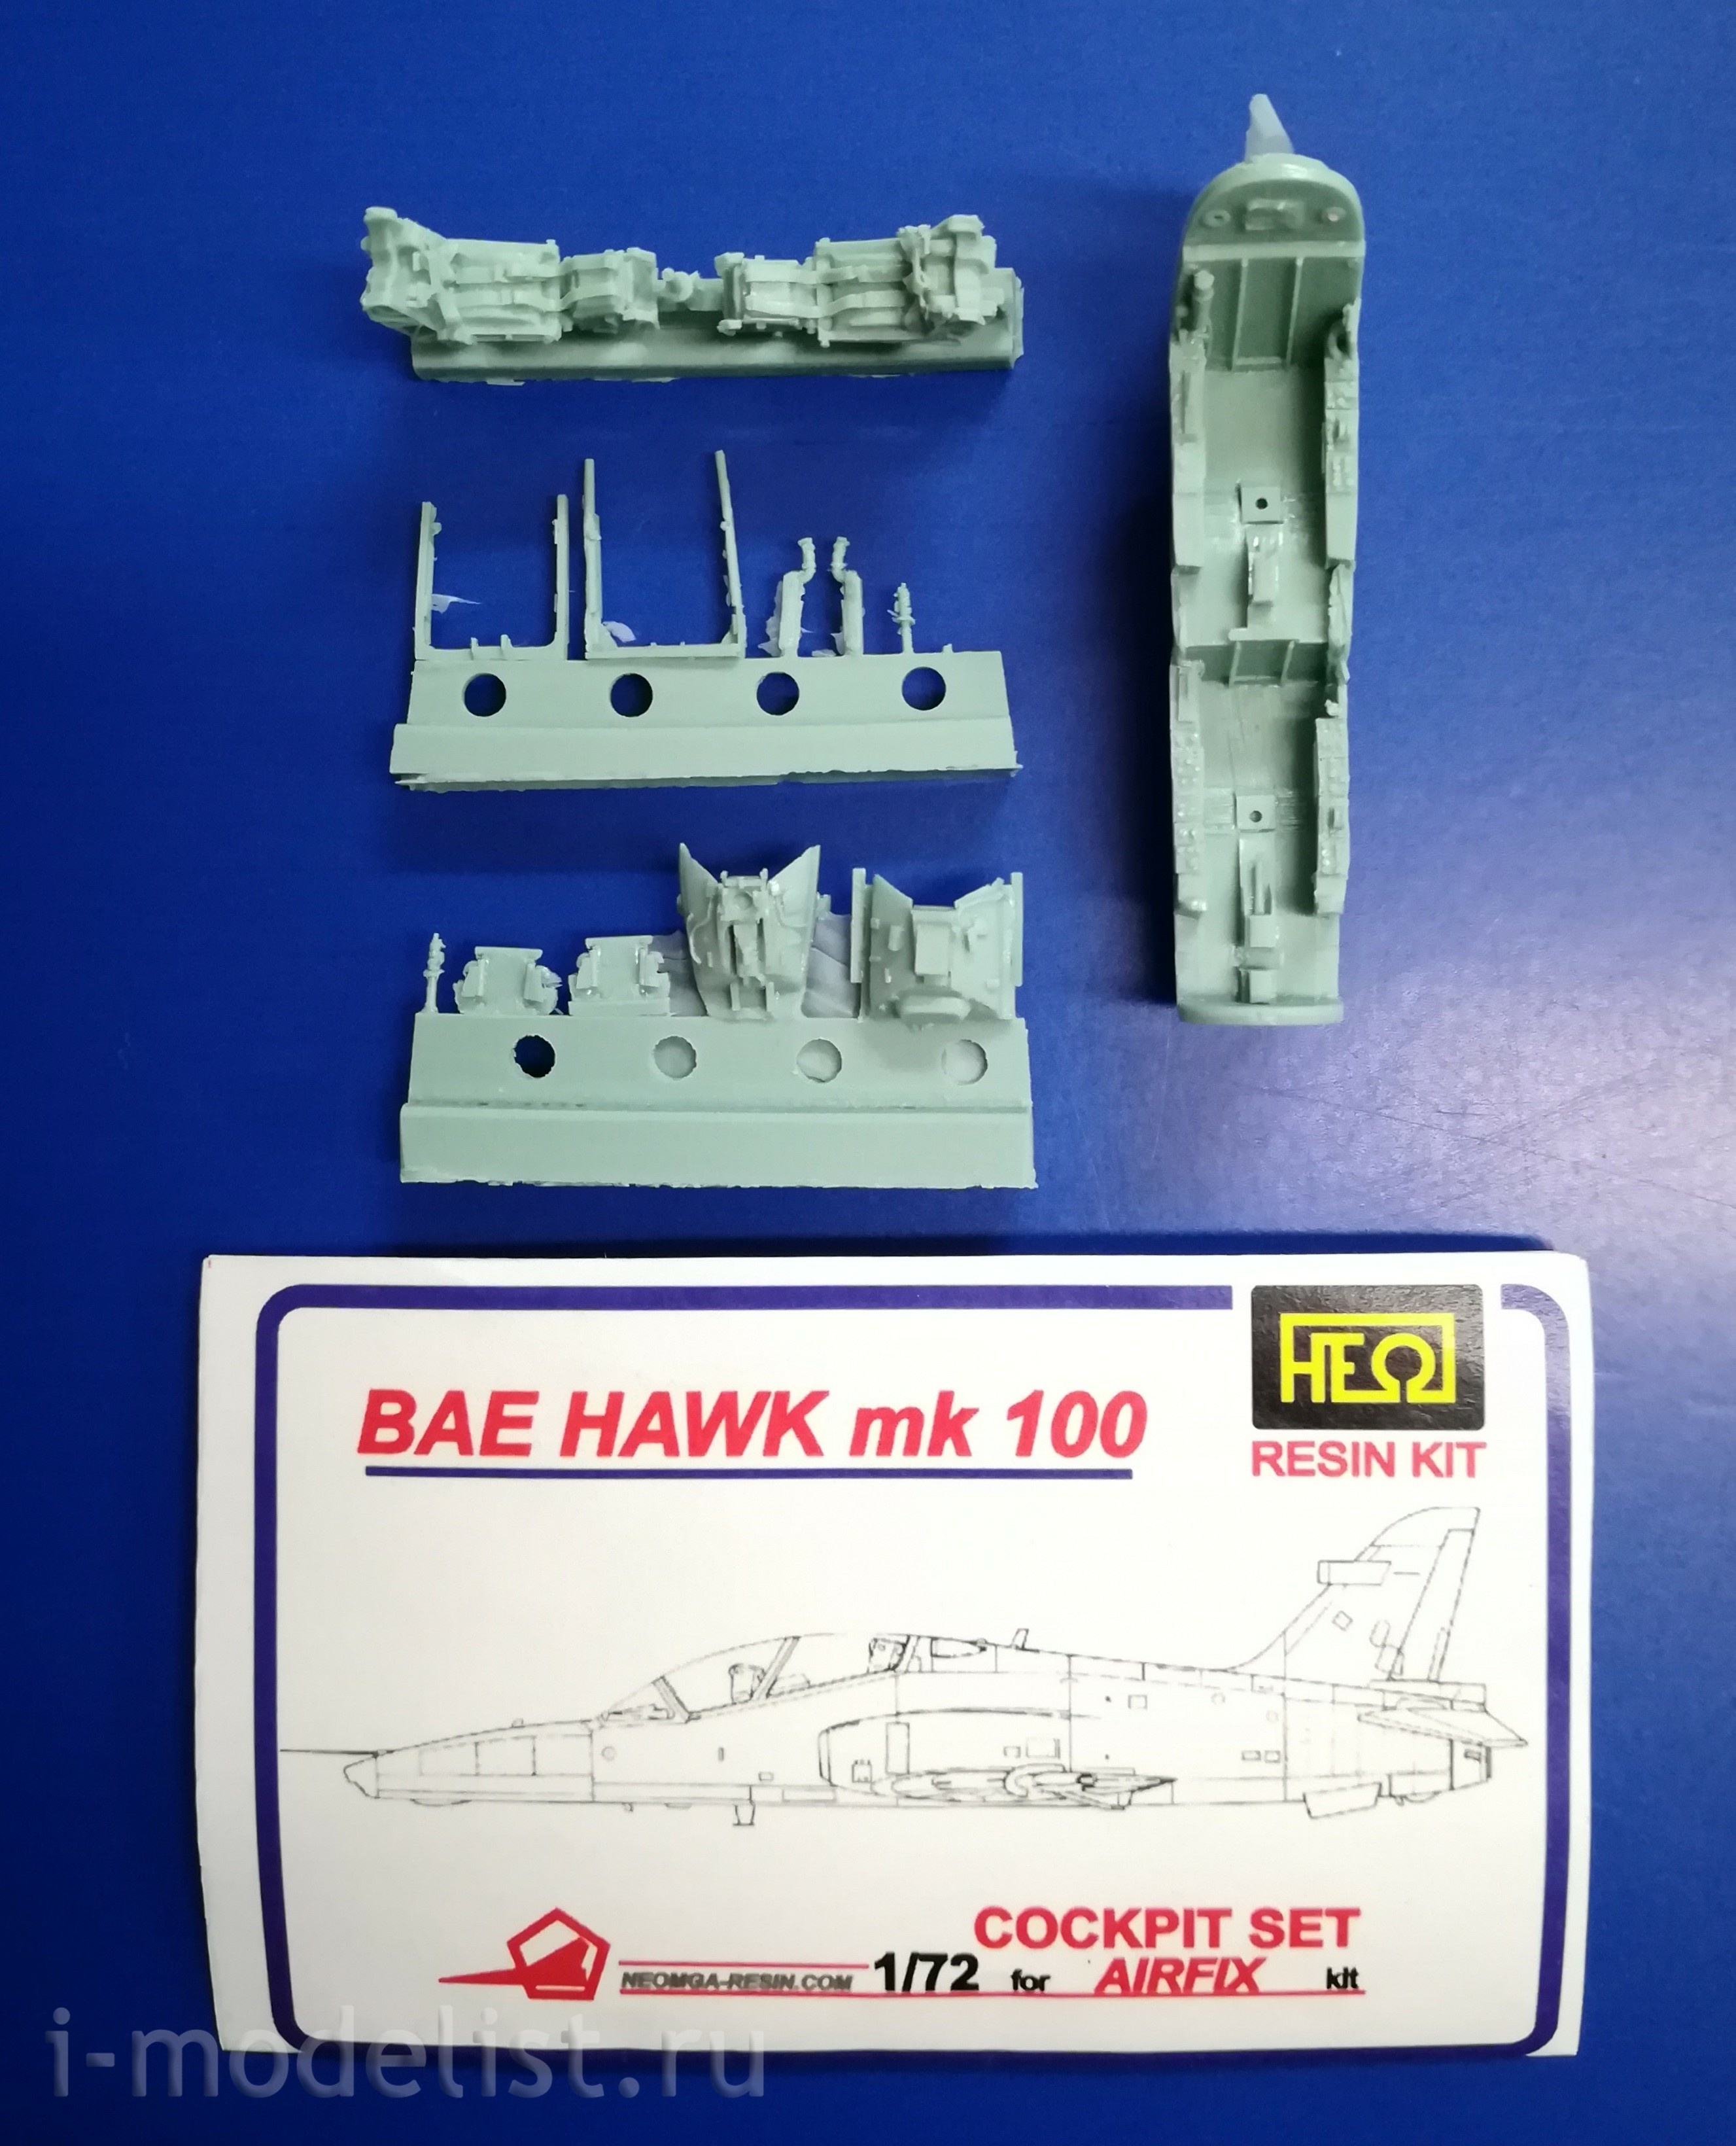 НЕΩ
BAE HAWK mk 100
RESIN KIT
COCKPIT SET
NEOMGA-RESIN.COM 1/72 for AIRFIX kit
i-modelist.ru